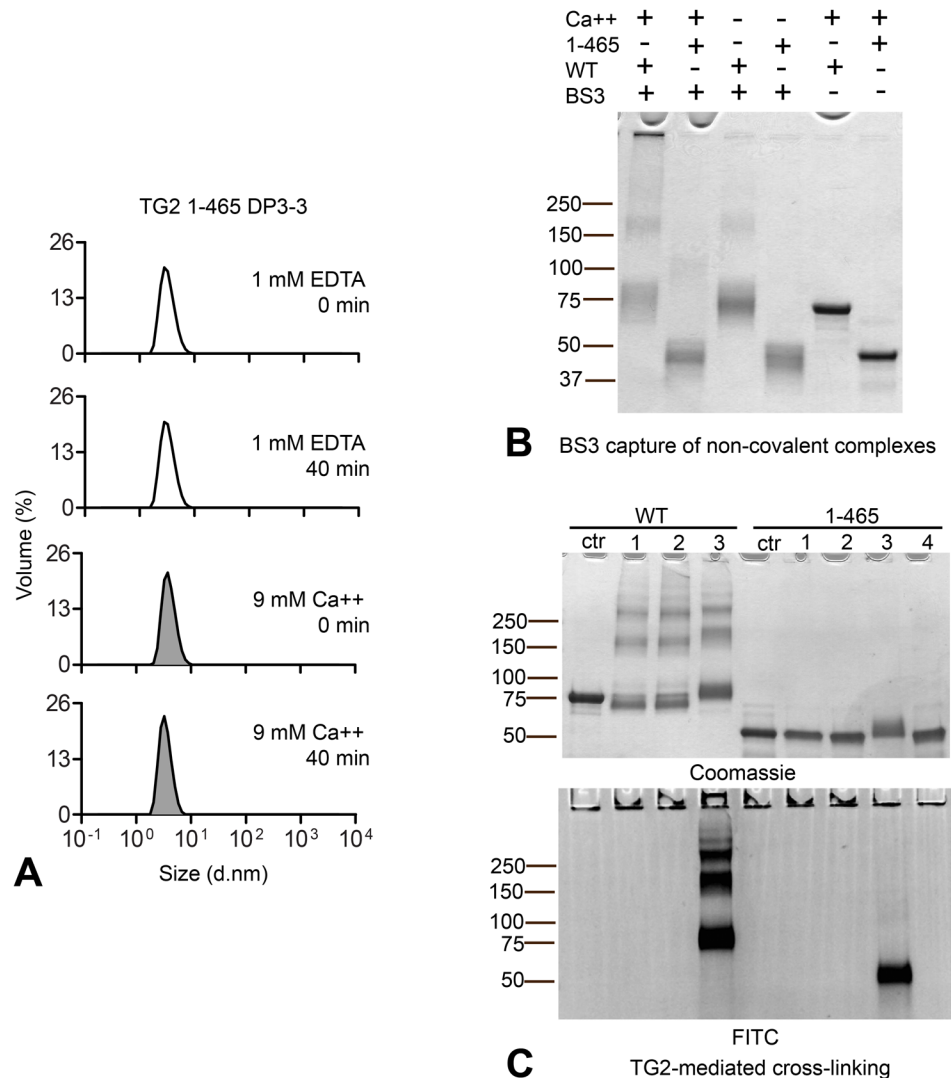 TG2 1-465 DP3-3
26
13
0
1 mM EDTA
0 min
26
13
0
1 mM EDTA
40 min
26
13
0
9 mM Ca++
0 min
26
13
0
9 mM Ca++
40 min
10-1 100 101 102 103 104
Volume (%)
Size (d.nm)
A
Ca++ + + - - + +
1-465 - + - + - +
WT + - + - + -
BS3 + + + + - -
250
150
100
75
50
37
B BS3 capture of non-covalent complexes
WT 1-465
ctr 1 2 3 ctr 1 2 3 4
250
150
100
75
50
Coomassie
250
150
100
75
50
FITC
C TG2-mediated cross-linking